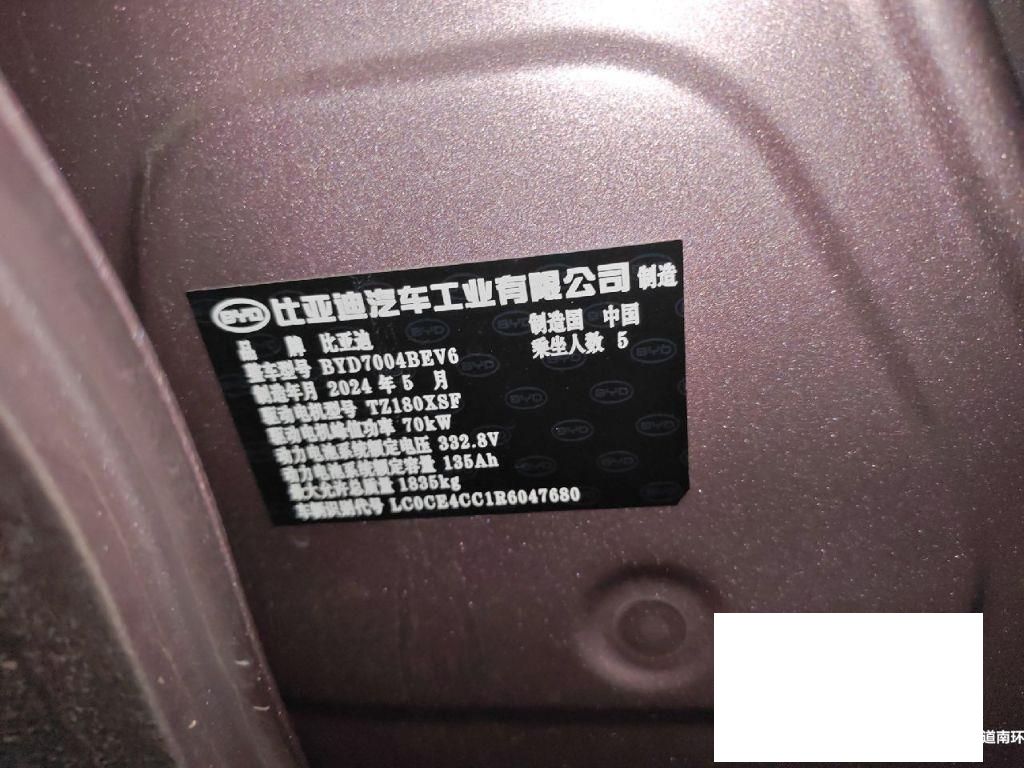 BYD 比亚迪汽车工业有限公司 制造
品 牌 比亚迪 制造国 中国
整车型号 BYD7004BEV6 乘坐人数 5
制造年月 2024 年 5 月
驱动电机型号 TZ180XSF
驱动电机峰值功率 70kW
动力电池系统额定电压 332.8V
动力电池系统额定容量 135Ah
最大允许总质量 1835kg
车辆识别代号 LC0CE4CC1R6047680
道南环